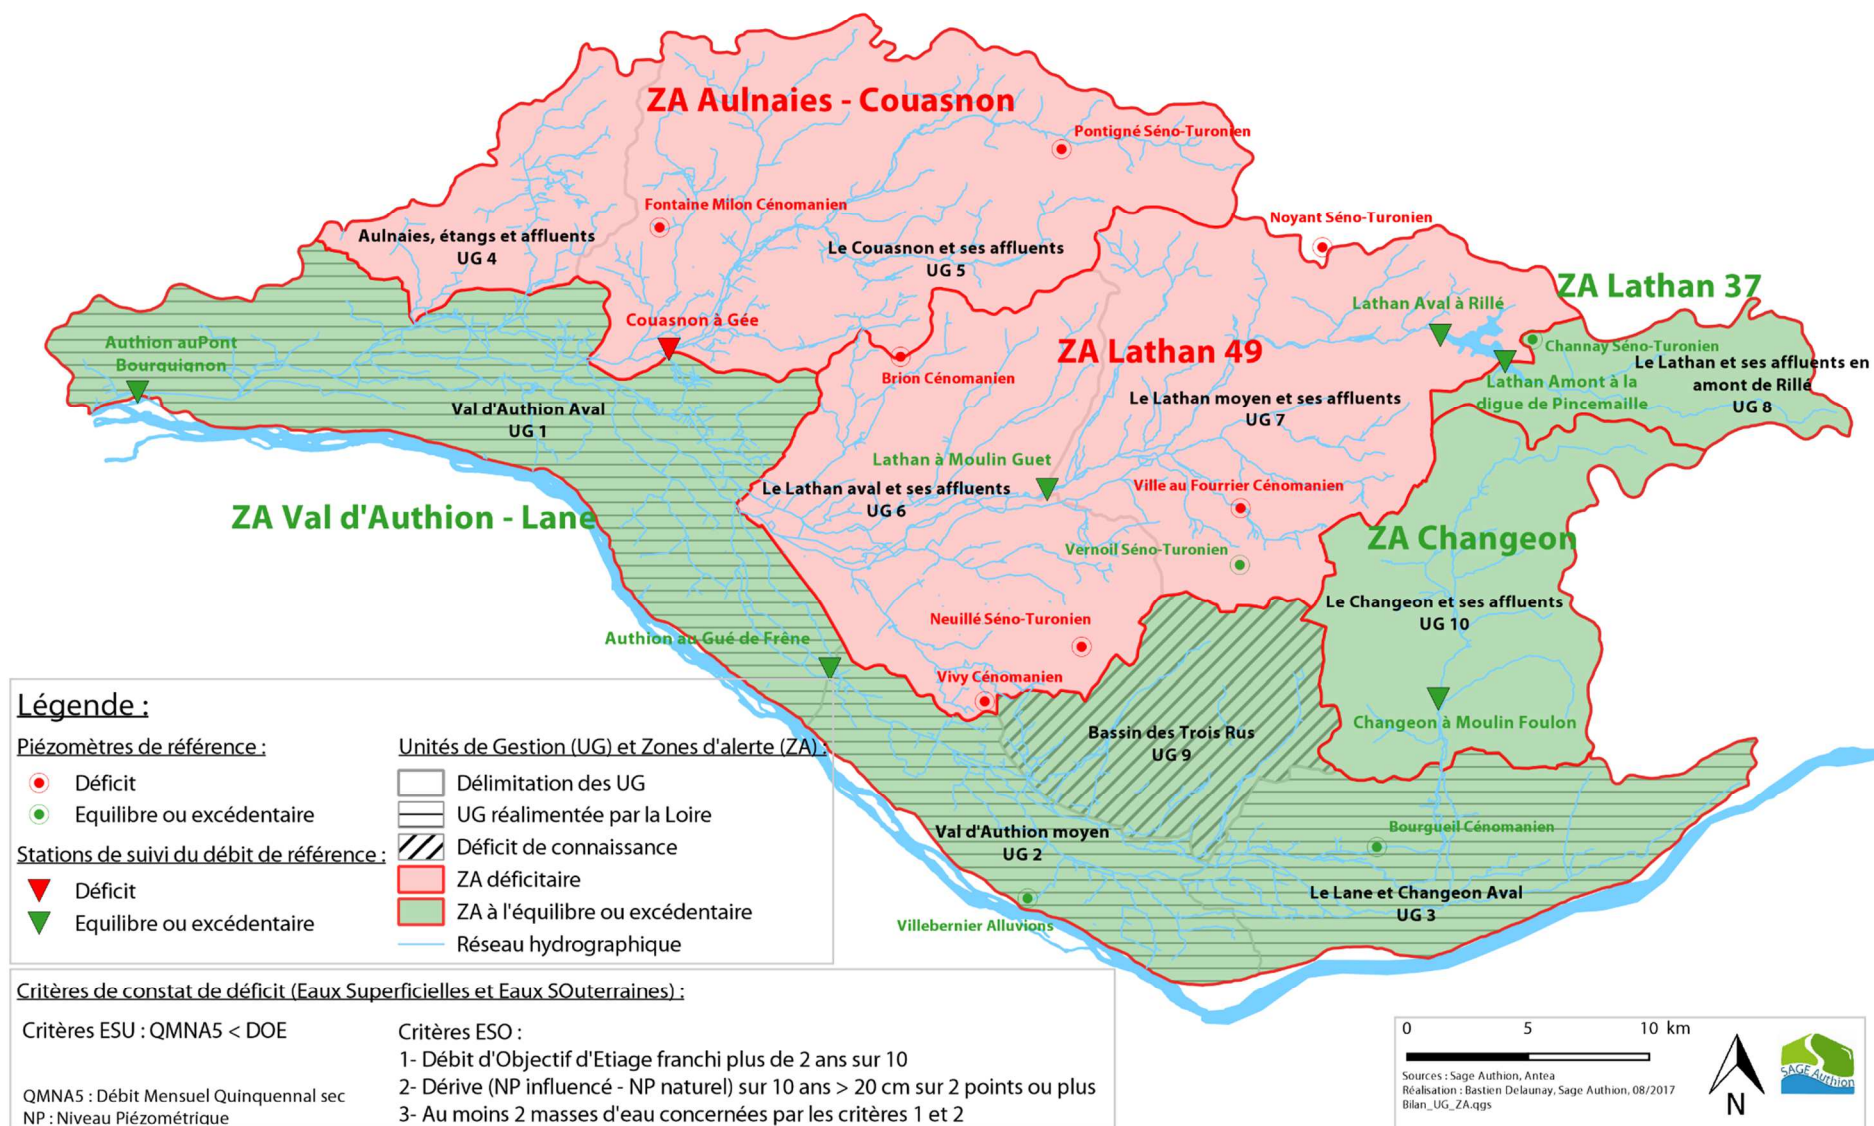 ZA Aulnaies - Couasnon
Pontigné Séno-Turonien
Fontaine Milon Cénomanien
Noyant Séno-Turonien
Aulnaies, étangs et affluents
UG 4
Le Couasnon et ses affluents
UG 5
ZA Lathan 37
Lathan Aval à Rillé
Couasnon à Gée
Authion auPont
Bourguignon
ZA Lathan 49
Channay Séno-Turonien
Le Lathan et ses affluents en
amont de Rillé
UG 8
Brion Cénomanien
Lathan Amont à la
digue de Pincemaille
Le Lathan moyen et ses affluents
UG 7
Val d'Authion Aval
UG 1
Lathan à Moulin Guet
Le Lathan aval et ses affluents
UG 6
Ville au Fourrier Cénomanien
ZA Val d'Authion - Lane
ZA Changeon
Vernoil Séno-Turonien
Le Changeon et ses affluents
UG 10
Neuillé Séno-Turonien
Authion au Gué de Frêne
Vivy Cénomanien
Changeon à Moulin Foulon
Bassin des Trois Rus
UG 9
Val d'Authion moyen
UG 2
Bourgueil Cénomanien
Le Lane et Changeon Aval
UG 3
Villebernier Alluvions
Légende :
Piézomètres de référence :
Déficit
Equilibre ou excédentaire
Stations de suivi du débit de référence :
Déficit
Equilibre ou excédentaire
Unités de Gestion (UG) et Zones d'alerte (ZA) :
Délimitation des UG
UG réalimentée par la Loire
Déficit de connaissance
ZA déficitaire
ZA à l'équilibre ou excédentaire
Réseau hydrographique
Critères de constat de déficit (Eaux Superficielles et Eaux SOuterraines) :
Critères ESU : QMNA5 < DOE
QMNA5 : Débit Mensuel Quinquennal sec
NP : Niveau Piézométrique
Critères ESO :
1- Débit d'Objectif d'Etiage franchi plus de 2 ans sur 10
2- Dérive (NP influencé - NP naturel) sur 10 ans > 20 cm sur 2 points ou plus
3- Au moins 2 masses d'eau concernées par les critères 1 et 2
0 5 10 km
Sources : Sage Authion, Antea
Réalisation : Bastien Delaunay, Sage Authion, 08/2017
Bilan_UG_ZA.qgs
N
SAGE Authion